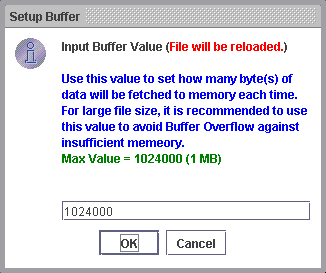 Setup Buffer
Input Buffer Value (File will be reloaded.)
Use this value to set how many byte(s) of
data will be fetched to memory each time.
For large file size, it is recommended to use
this value to avoid Buffer Overflow against
insufficient memeory.
Max Value = 1024000 (1 MB)
1024000
OK
Cancel